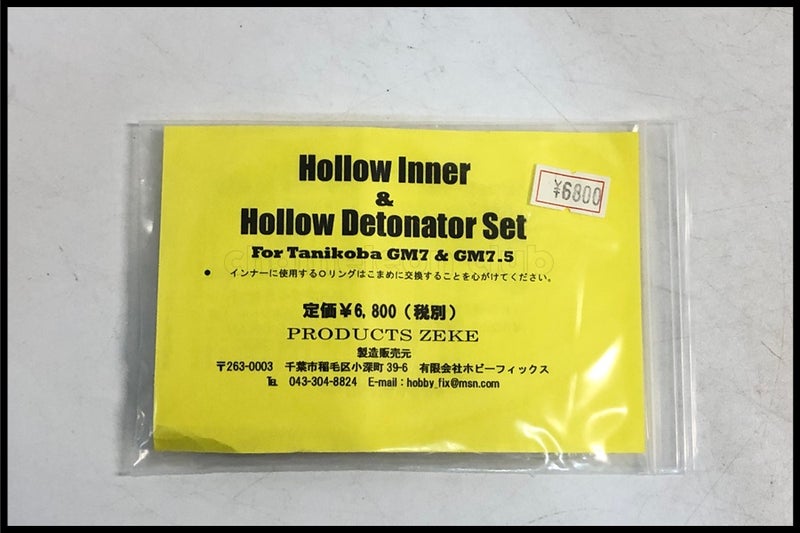 Hollow Inner
&
Hollow Detonator Set
For Tanikoba GM7 & GM7.5
● インナーに使用するOリングはこまめに交換することを心がけてください。
定価¥6,800(税別)
PRODUCTS ZEKE
製造販売元
〒263-0003 千葉市稲毛区小深町39-6 有限会社ホビーフィックス
℡ 043-304-8824 E-mail:hobby_fix@msn.com
¥6800